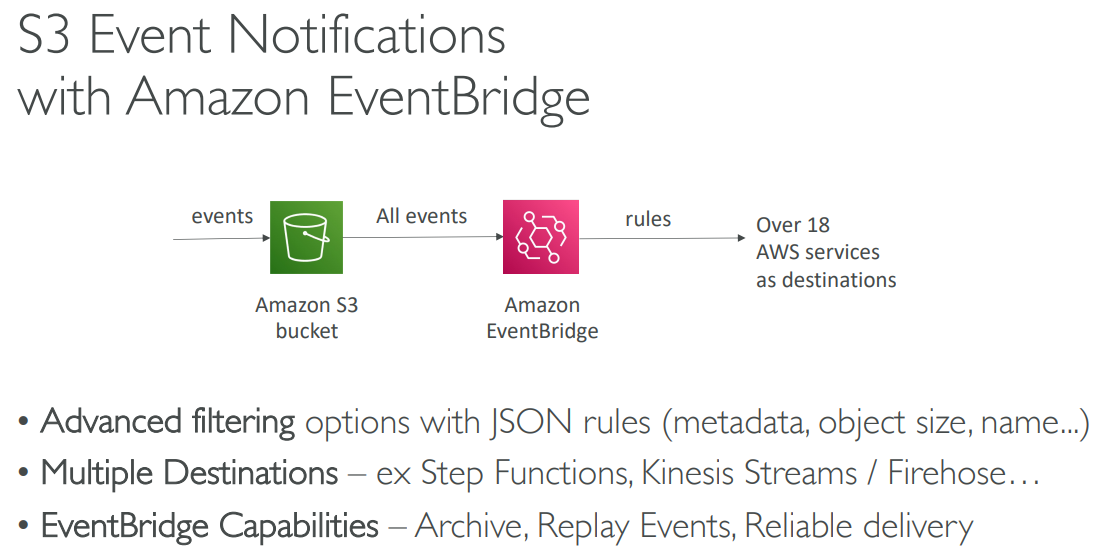 S3 Event Notifications
with Amazon EventBridge
events
All events
rules
Over 18
AWS services
as destinations
Amazon S3
bucket
Amazon
EventBridge
• Advanced filtering options with JSON rules (metadata, object size, name...)
• Multiple Destinations – ex Step Functions, Kinesis Streams / Firehose…
• EventBridge Capabilities – Archive, Replay Events, Reliable delivery